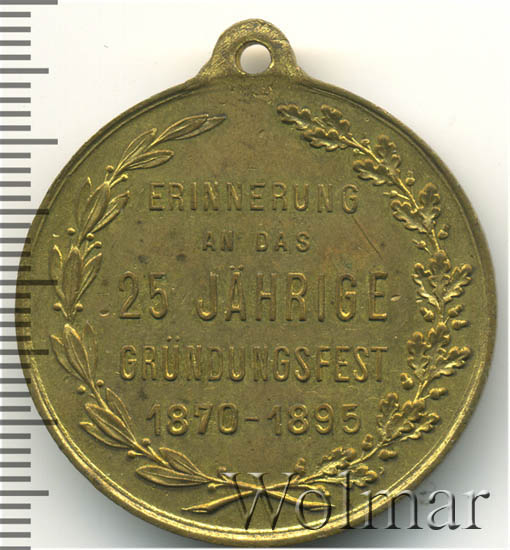 ERINNERUNG
AN DAS
25 JÄHRIGE
GRÜNDUNGSFEST
1870-1895
Wolmar